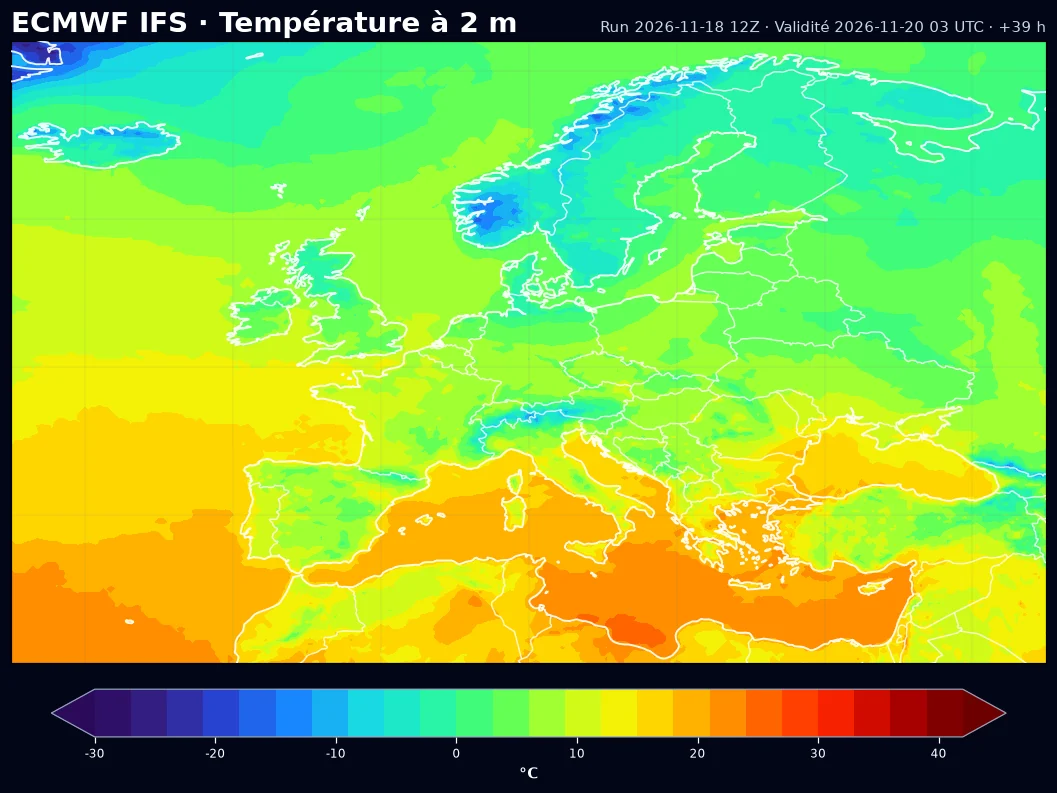 ECMWF IFS · Température à 2 m
Run 2026-11-18 12Z · Validité 2026-11-20 03 UTC · +39 h
-30 -20 -10 0 10 20 30 40
°C